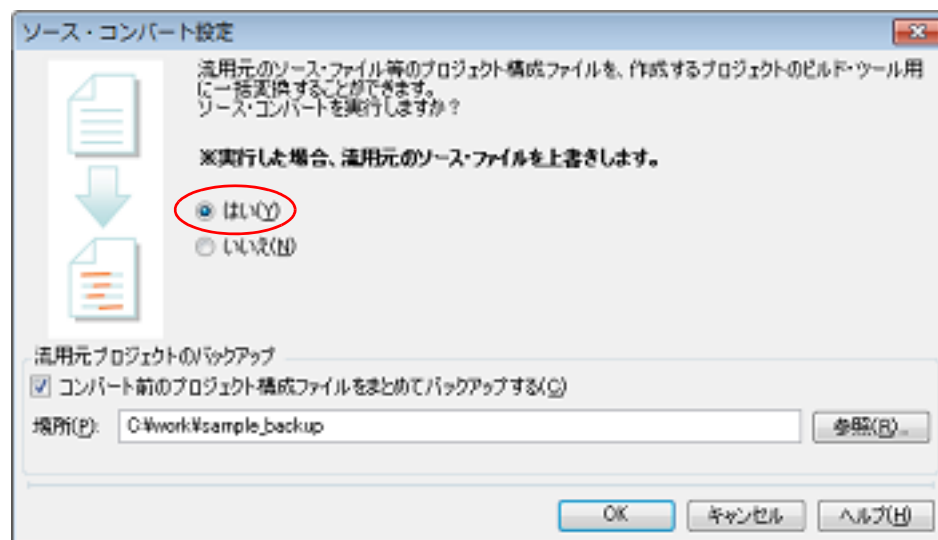 ソース・コンバート設定
流用元のソース・ファイル等のプロジェクト構成ファイルを、作成するプロジェクトのビルド・ツール用
に一括変換することができます。
ソース・コンバートを実行しますか？
※実行した場合、流用元のソース・ファイルを上書きします。
はい(Y)
いいえ(N)
流用元プロジェクトのバックアップ
コンバート前のプロジェクト構成ファイルをまとめてバックアップする(C)
場所(P): C:¥work¥sample_backup 参照(R)...
OK キャンセル ヘルプ(H)